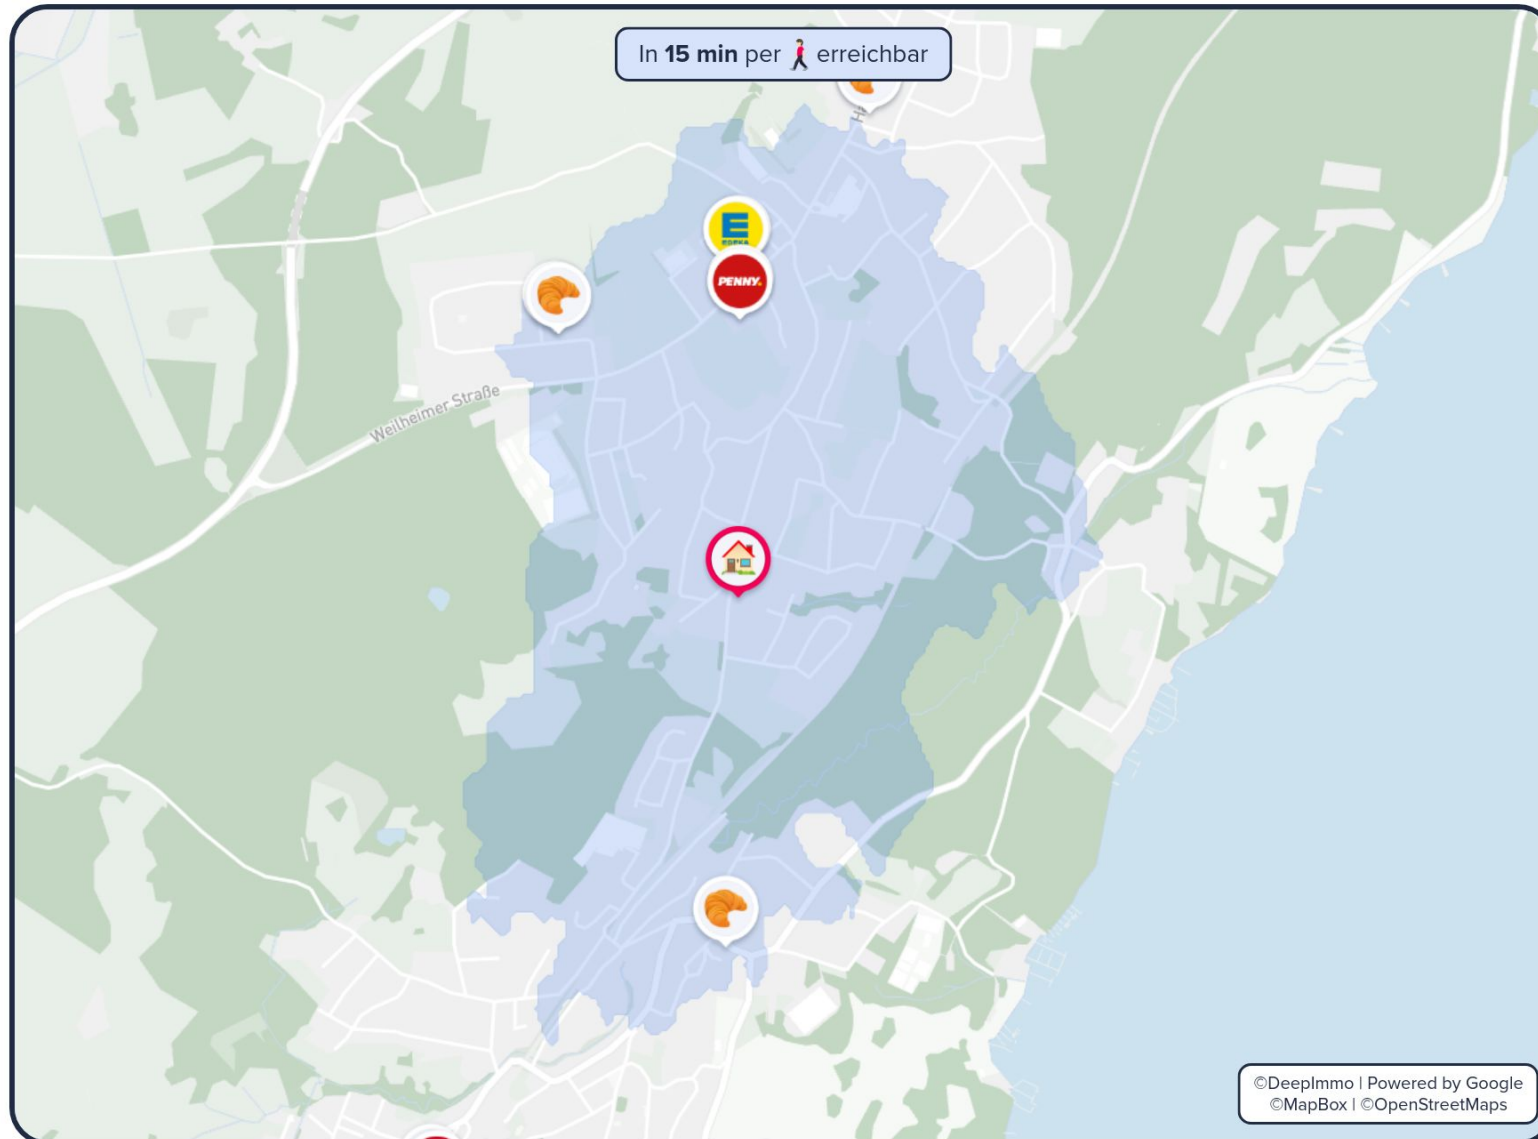 In 15 min per erreichbar
EDEKA
PENNY.
Weilheimer Straße
©DeepImmo | Powered by Google
©MapBox | ©OpenStreetMaps